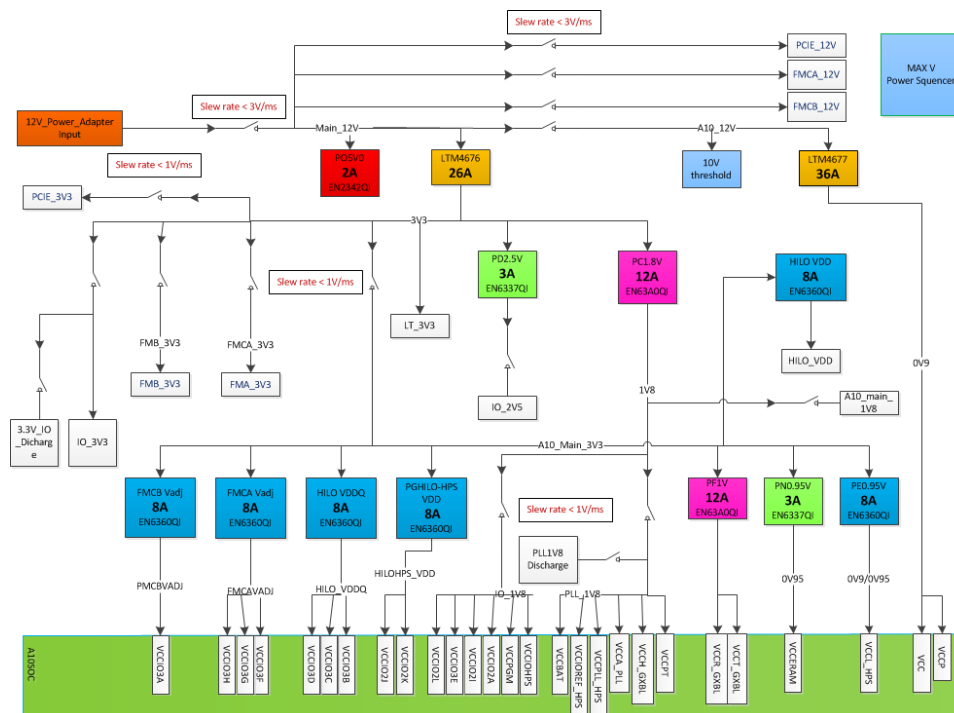 Slew rate < 3V/ms
PCIE_12V
MAX V
Power Squencer
FMCA_12V
Slew rate < 3V/ms
FMCB_12V
12V_Power_Adapter
Input
Main_12V
A10_12V
Slew rate < 1V/ms
PO5V0
2A
EN2342QI
LTM4676
26A
10V
threshold
LTM4677
36A
PCIE_3V3
3V3
Slew rate < 1V/ms
PD2.5V
3A
EN6337QI
PC1.8V
12A
EN63A0QI
HILO VDD
8A
EN6360QI
LT_3V3
FMB_3V3
FMCA_3V3
HILO_VDD
0V9
FMB_3V3
FMA_3V3
1V8
IO_2V5
A10_main_
1V8
3.3V_IO
_Dicharge
IO_3V3
A10_Main_3V3
FMCB Vadj
8A
EN6360QI
FMCA Vadj
8A
EN6360QI
HILO VDDQ
8A
EN6360QI
PGHILO-HPS
VDD
8A
EN6360QI
PF1V
12A
EN63A0QI
PN0.95V
3A
EN6337QI
PE0.95V
8A
EN6360QI
Slew rate < 1V/ms
PLL1V8
Discharge
PMCBVADJ
FMCAVADJ
HILO_VDDQ
HILOHPS_VDD
IO_1V8
PLL_1V8
0V95
0V9/0V95
A10SOC
VCCIO3A
VCCIO3H
VCCIO3G
VCCIO3F
VCCIO3D
VCCIO3C
VCCIO3B
VCCIO2J
VCCIO2K
VCCIO2L
VCCIO3E
VCCIO2I
VCCIO2A
VCCPGM
VCCIOHPS
VCCBAT
VCCIOREF_HPS
VCCPLL_HPS
VCCA_PLL
VCCH_GXBL
VCCPT
VCCR_GXBL
VCCT_GXBL
VCCERAM
VCCL_HPS
VCC
VCCP